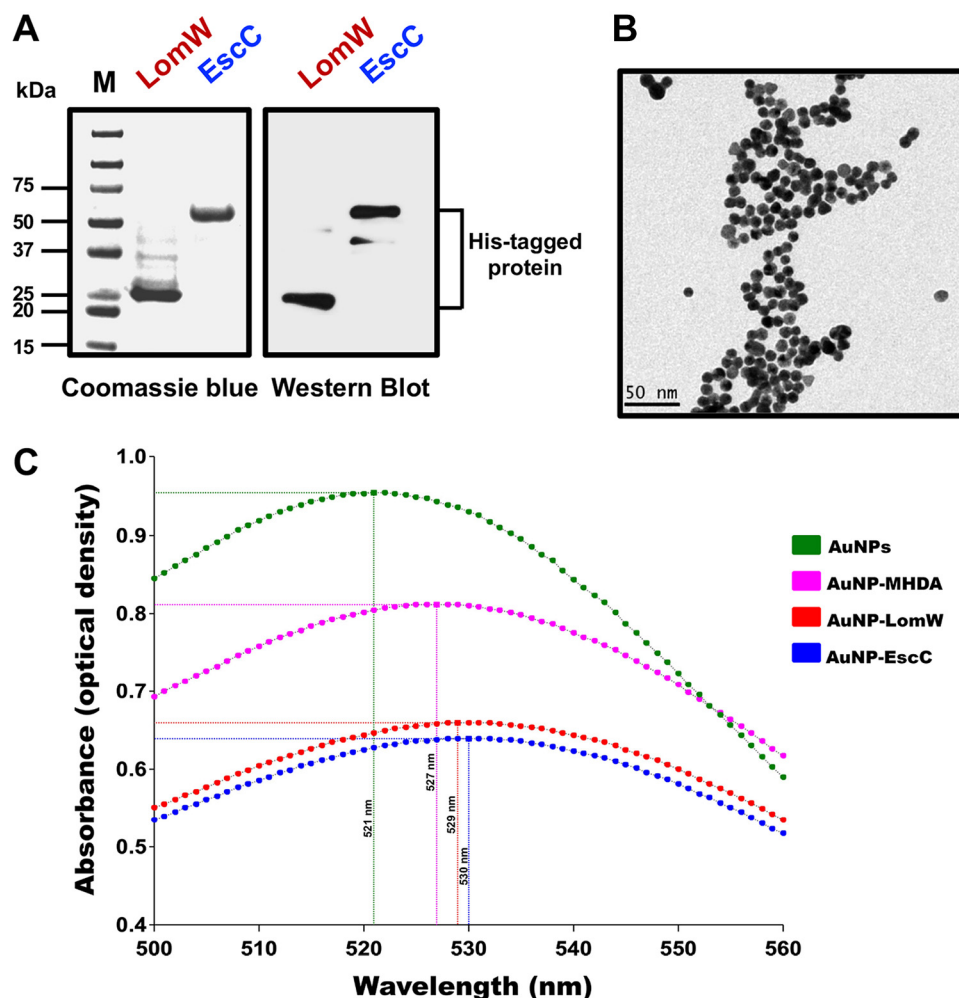 A
LomW
EscC
LomW
EscC
kDa
M
75
50
37
25
20
15
His-tagged
protein
Coomassie blue
Western Blot
B
50 nm
C
Absorbance (optical density)
1.0
0.9
0.8
0.7
0.6
0.5
0.4
521 nm
527 nm
529 nm
530 nm
500
510
520
530
540
550
560
Wavelength (nm)
AuNPs
AuNP-MHDA
AuNP-LomW
AuNP-EscC